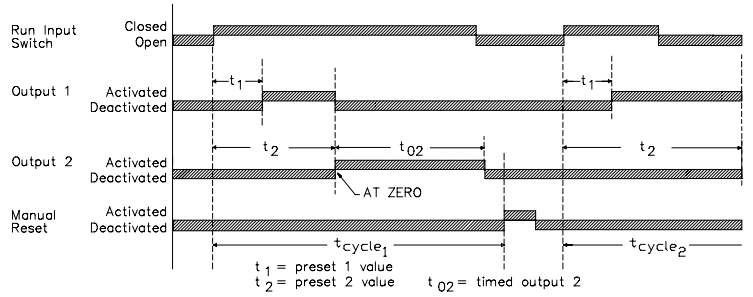 Run Input Switch
Closed
Open
t1
t1
Output 1
Activated
Deactivated
t2
t02
t2
Output 2
Activated
Deactivated
AT ZERO
Manual Reset
Activated
Deactivated
tcycle1
tcycle2
t1 = preset 1 value
t2 = preset 2 value t02 = timed output 2